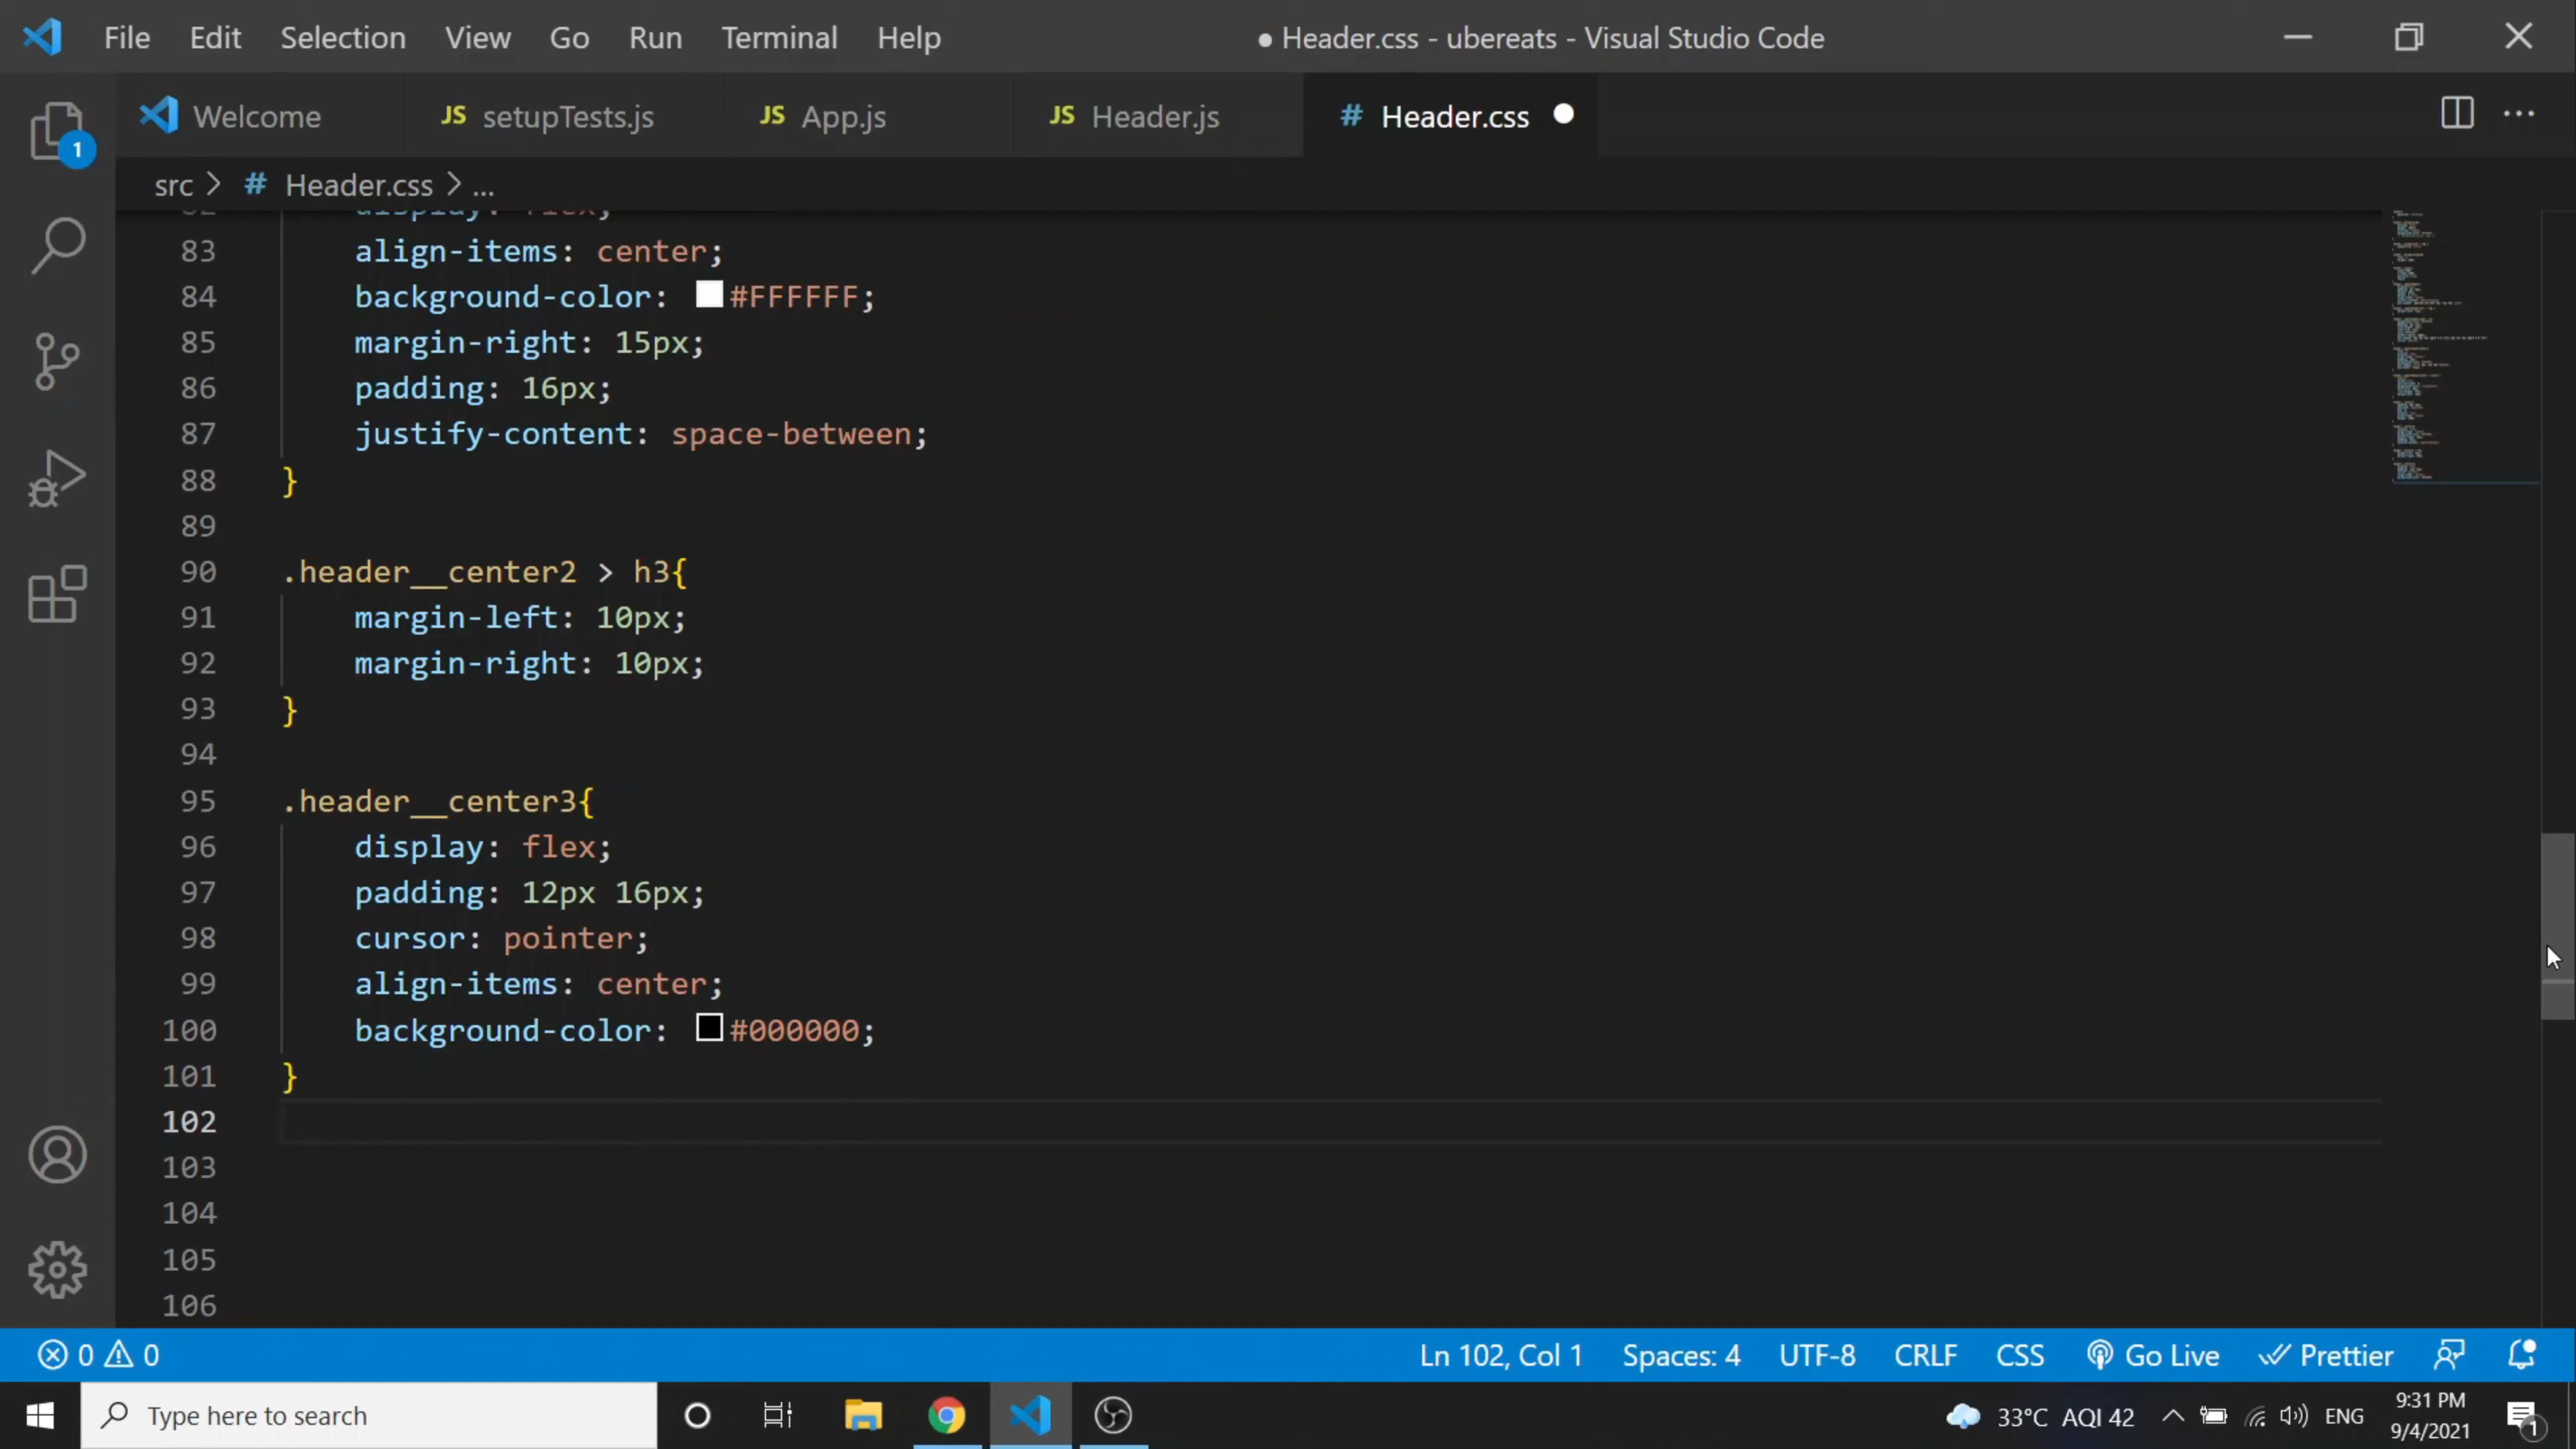 File Edit Selection View Go Run Terminal Help ● Header.css - ubereats - Visual Studio Code
Welcome JS setupTests.js JS App.js JS Header.js # Header.css
1
src > # Header.css > ...
82 display: flex;
83 align-items: center;
84 background-color: #FFFFFF;
85 margin-right: 15px;
86 padding: 16px;
87 justify-content: space-between;
88 }
89
90 .header__center2 > h3{
91 margin-left: 10px;
92 margin-right: 10px;
93 }
94
95 .header__center3{
96 display: flex;
97 padding: 12px 16px;
98 cursor: pointer;
99 align-items: center;
100 background-color: #000000;
101 }
102
103
104
105
106
0 0 Ln 102, Col 1 Spaces: 4 UTF-8 CRLF CSS Go Live Prettier
Type here to search 33°C AQI 42 ENG 9:31 PM
9/4/2021 1